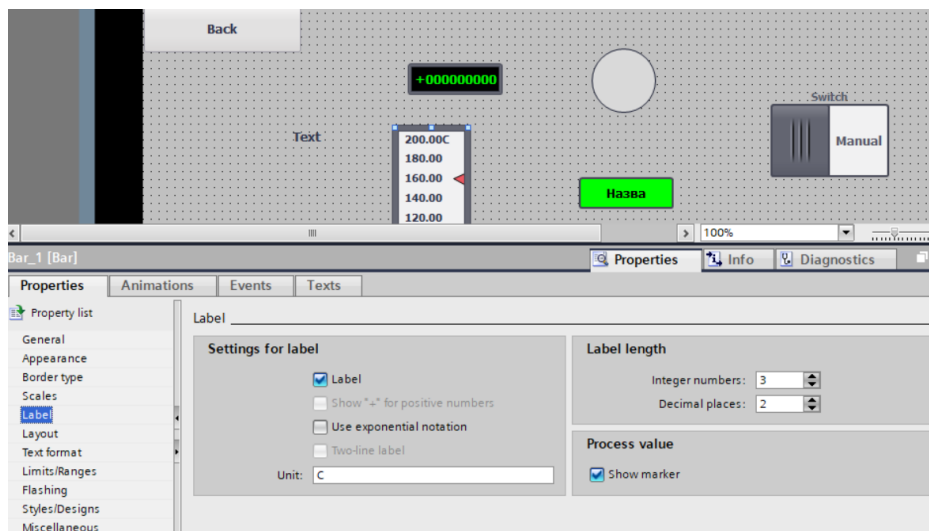 Back
+000000000
Switch
Text
200.00C
Manual
180.00
160.00
140.00
Назва
120.00
100%
Bar_1 [Bar]
Properties
Info
Diagnostics
Properties
Animations
Events
Texts
Property list
Label
General
Settings for label
Label length
Appearance
Border type
Label
Integer numbers: 3
Scales
Show "+" for positive numbers
Decimal places: 2
Label
Use exponential notation
Layout
Two-line label
Process value
Text format
Limits/Ranges
Unit: C
Show marker
Flashing
Styles/Designs
Miscellaneous